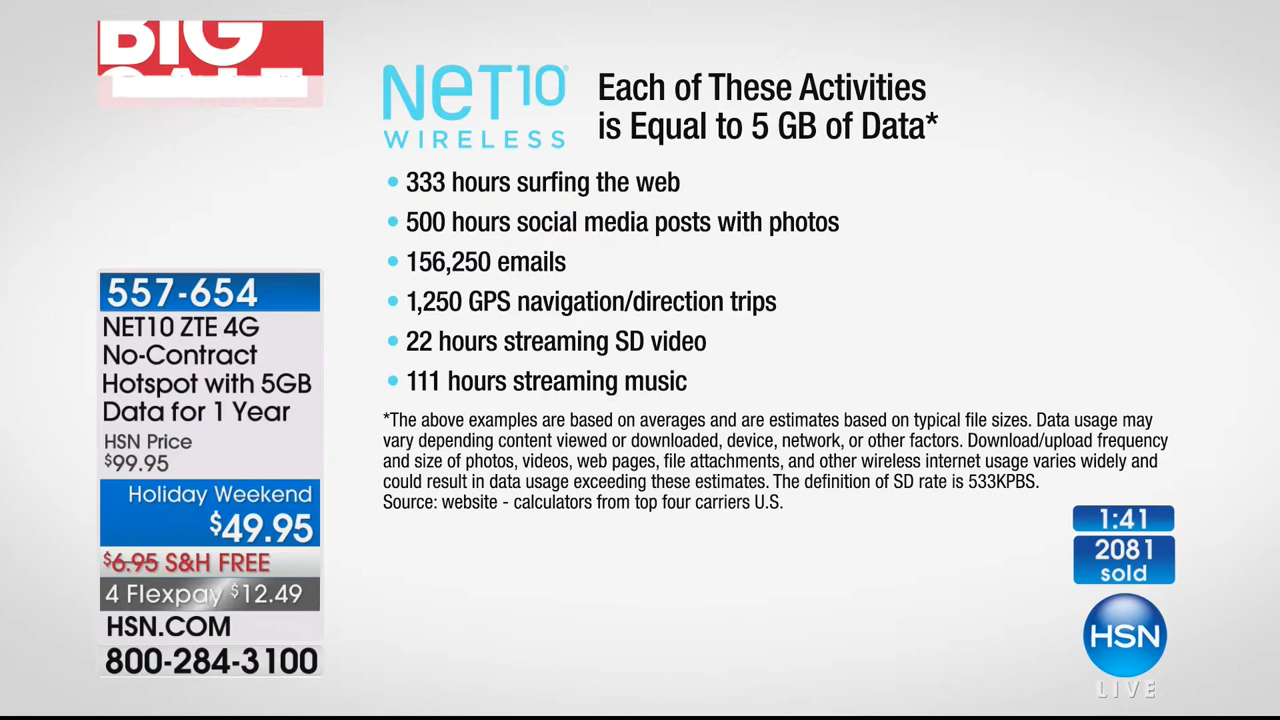 BIG
NET10®
WIRELESS
Each of These Activities
is Equal to 5 GB of Data*
• 333 hours surfing the web
• 500 hours social media posts with photos
• 156,250 emails
• 1,250 GPS navigation/direction trips
• 22 hours streaming SD video
• 111 hours streaming music
*The above examples are based on averages and are estimates based on typical file sizes. Data usage may
vary depending content viewed or downloaded, device, network, or other factors. Download/upload frequency
and size of photos, videos, web pages, file attachments, and other wireless internet usage varies widely and
could result in data usage exceeding these estimates. The definition of SD rate is 533KPBS.
Source: website - calculators from top four carriers U.S.
557-654
NET10 ZTE 4G
No-Contract
Hotspot with 5GB
Data for 1 Year
HSN Price
$99.95
Holiday Weekend
$49.95
$6.95 S&H FREE
4 Flexpay $12.49
HSN.COM
800-284-3100
1:41
2081
sold
HSN
LIVE